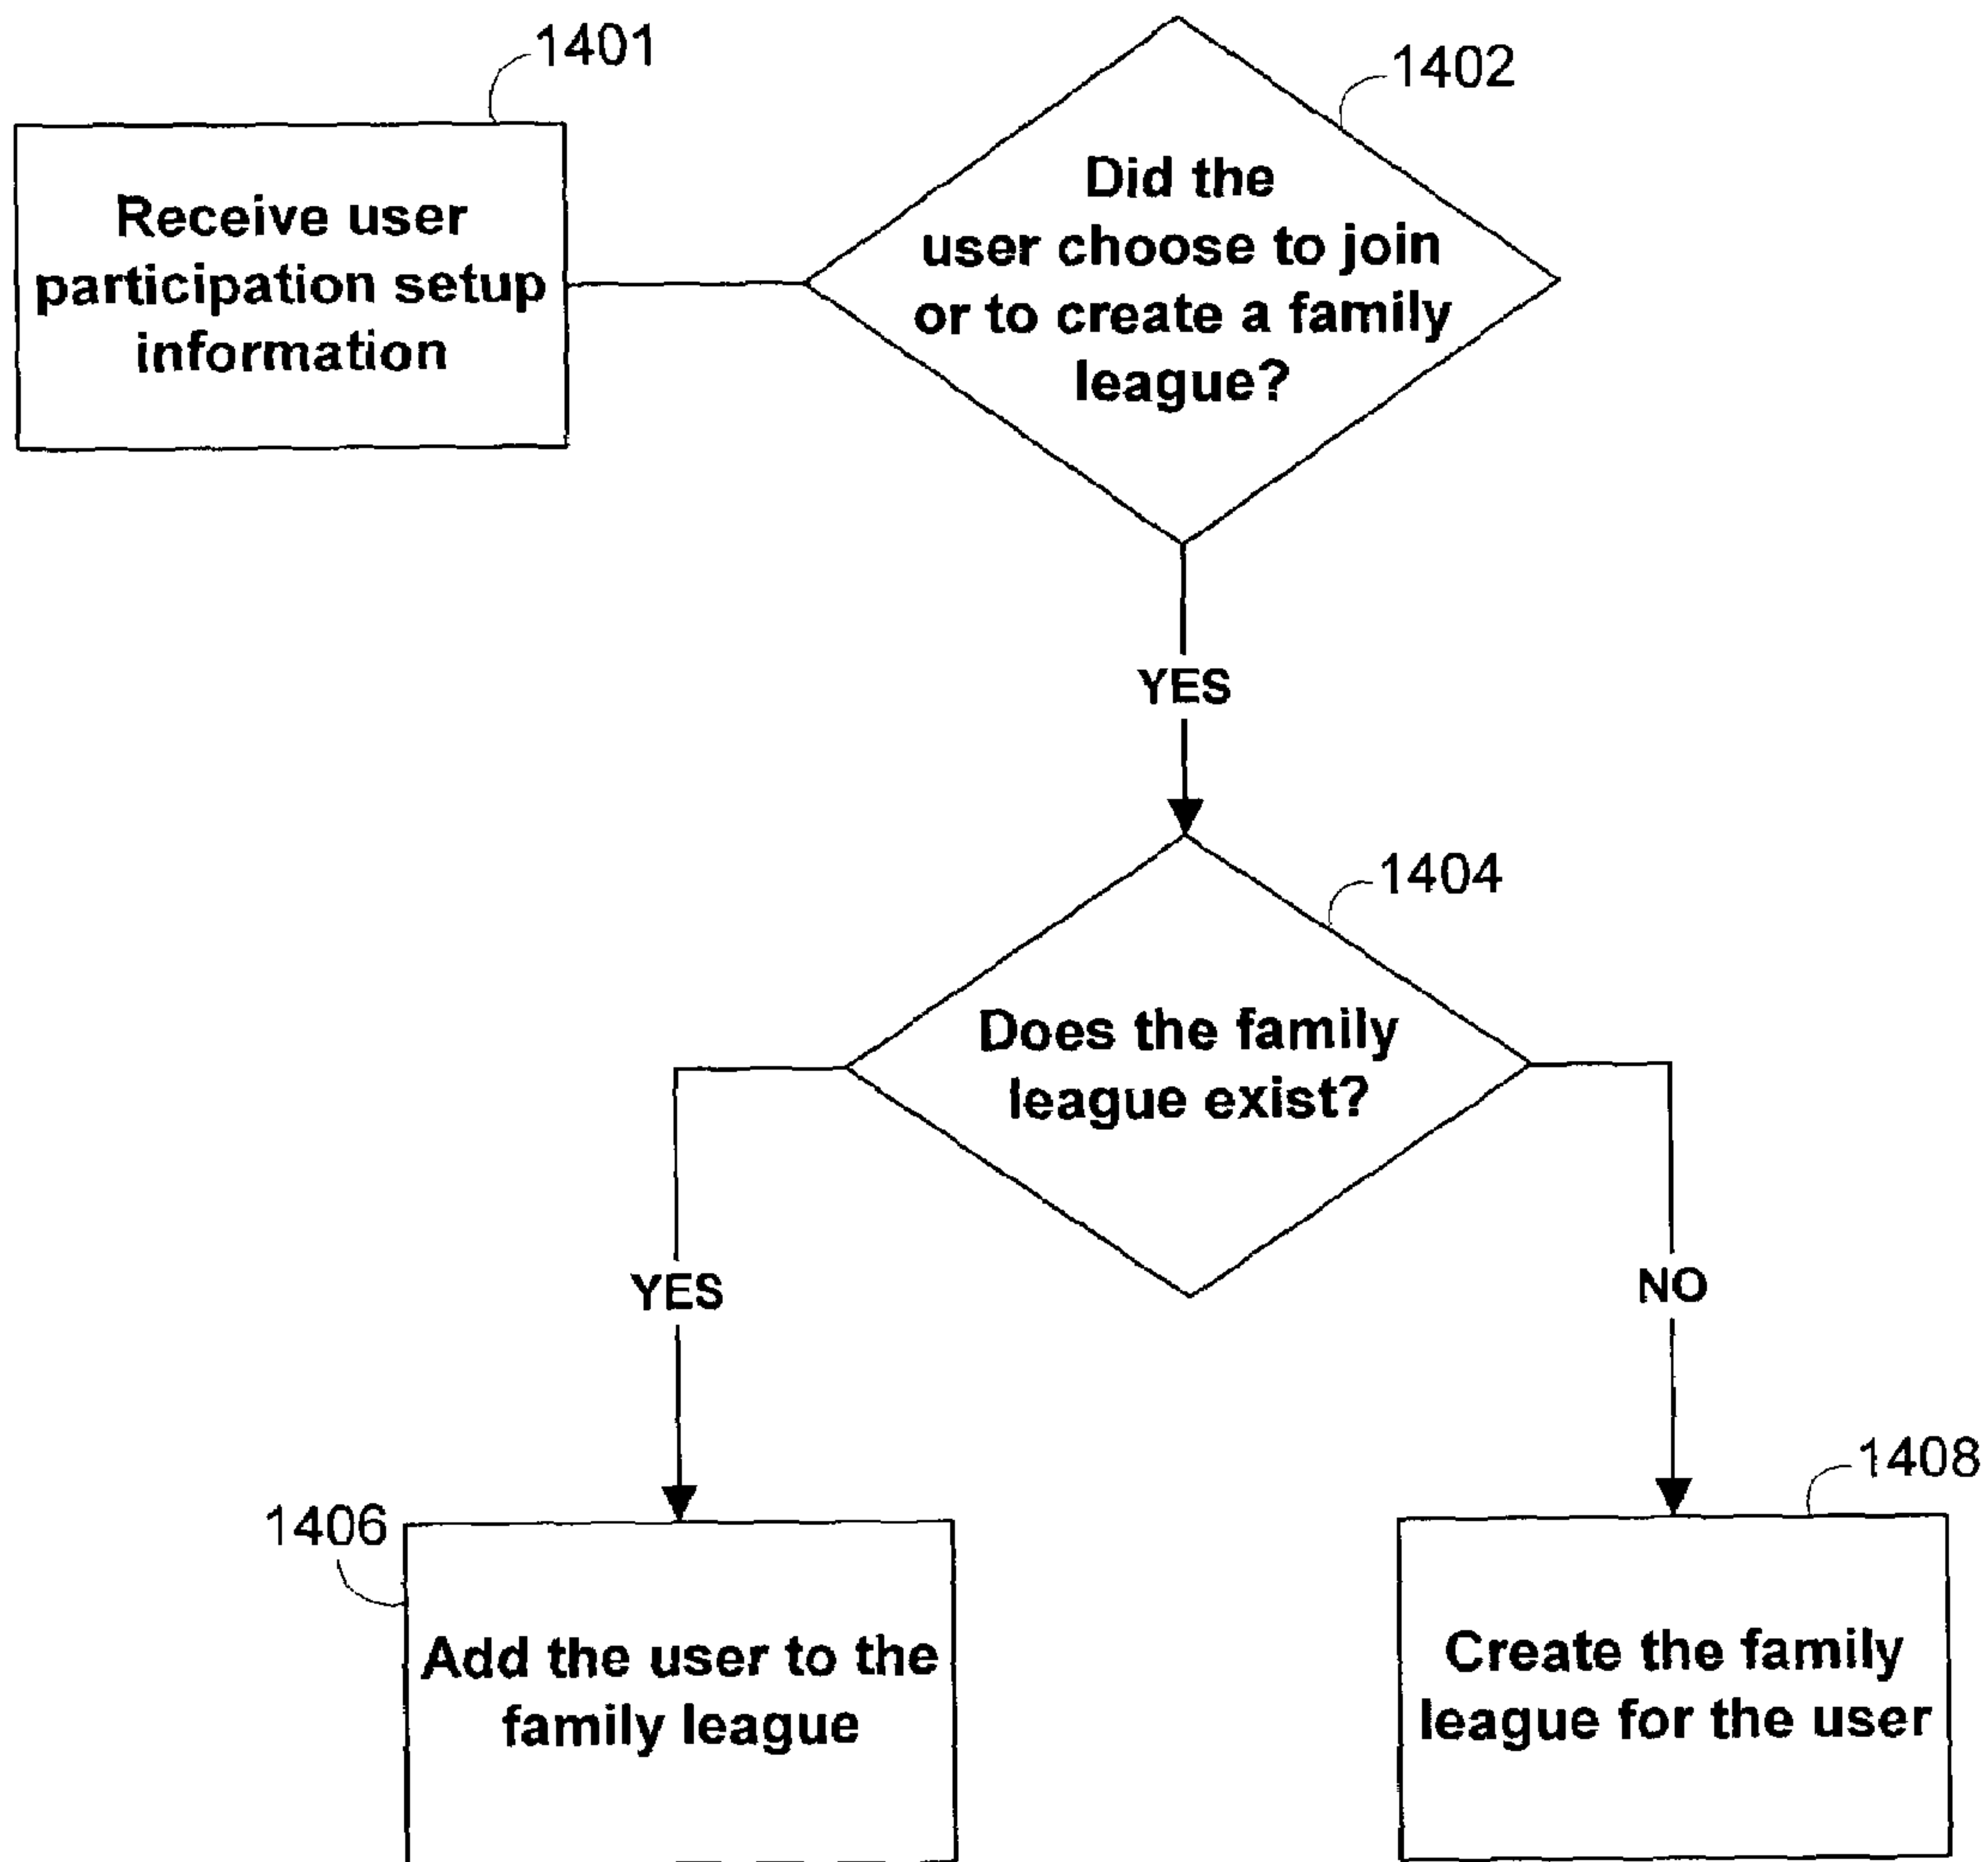 1401
Receive user
participation setup
information
1402
Did the
user choose to join
or to create a family
league?
YES
1404
Does the family
league exist?
YES
NO
1406
Add the user to the
family league
1408
Create the family
league for the user